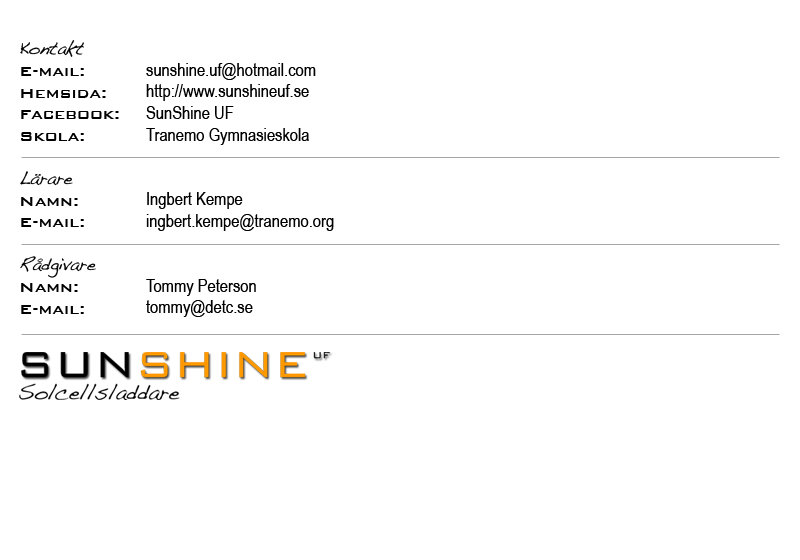 Kontakt
E-MAIL: sunshine.uf@hotmail.com
HEMSIDA: http://www.sunshineuf.se
FACEBOOK: SunShine UF
SKOLA: Tranemo Gymnasieskola
Lärare
NAMN: Ingbert Kempe
E-MAIL: ingbert.kempe@tranemo.org
Rådgivare
NAMN: Tommy Peterson
E-MAIL: tommy@detc.se
SUNSHINE UF
Solcellsladdare